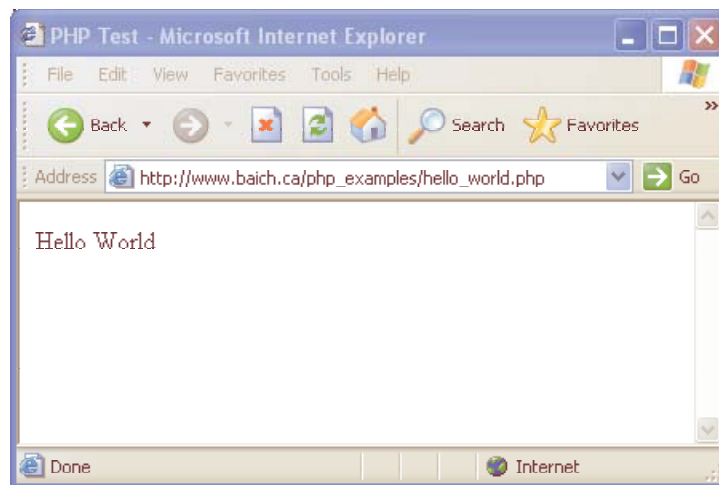 PHP Test - Microsoft Internet Explorer
File Edit View Favorites Tools Help
Back Search Favorites »
Address http://www.baich.ca/php_examples/hello_world.php Go
Hello World
Done Internet